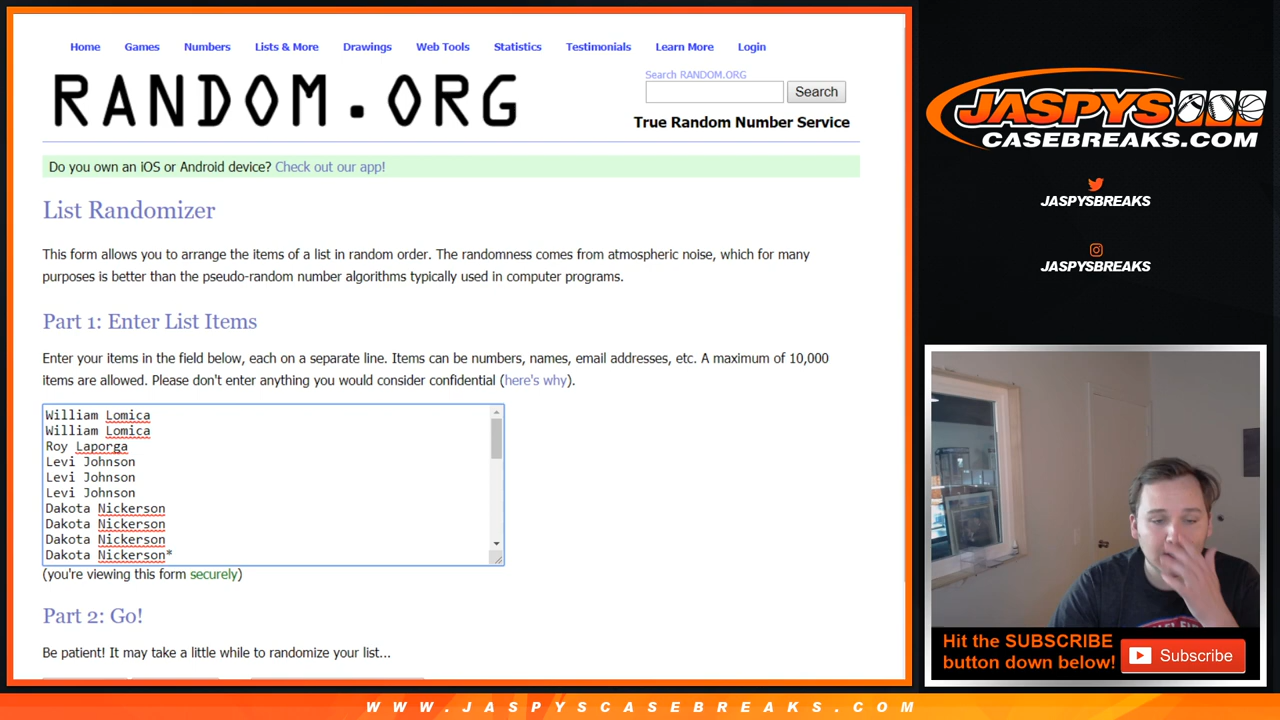 Home Games Numbers Lists & More Drawings Web Tools Statistics Testimonials Learn More Login
RANDOM.ORG
Search RANDOM.ORG
Search
True Random Number Service
Do you own an iOS or Android device? Check out our app!
List Randomizer
This form allows you to arrange the items of a list in random order. The randomness comes from atmospheric noise, which for many
purposes is better than the pseudo-random number algorithms typically used in computer programs.
Part 1: Enter List Items
Enter your items in the field below, each on a separate line. Items can be numbers, names, email addresses, etc. A maximum of 10,000
items are allowed. Please don't enter anything you would consider confidential (here's why).
William Lomica
William Lomica
Roy Laporga
Levi Johnson
Levi Johnson
Levi Johnson
Dakota Nickerson
Dakota Nickerson
Dakota Nickerson
Dakota Nickerson*
(you're viewing this form securely)
Part 2: Go!
Be patient! It may take a little while to randomize your list...
JASPYS
CASEBREAKS.COM
JASPYSBREAKS
JASPYSBREAKS
Hit the SUBSCRIBE
button down below!
Subscribe
WWW.JASPYSCASEBREAKS.COM